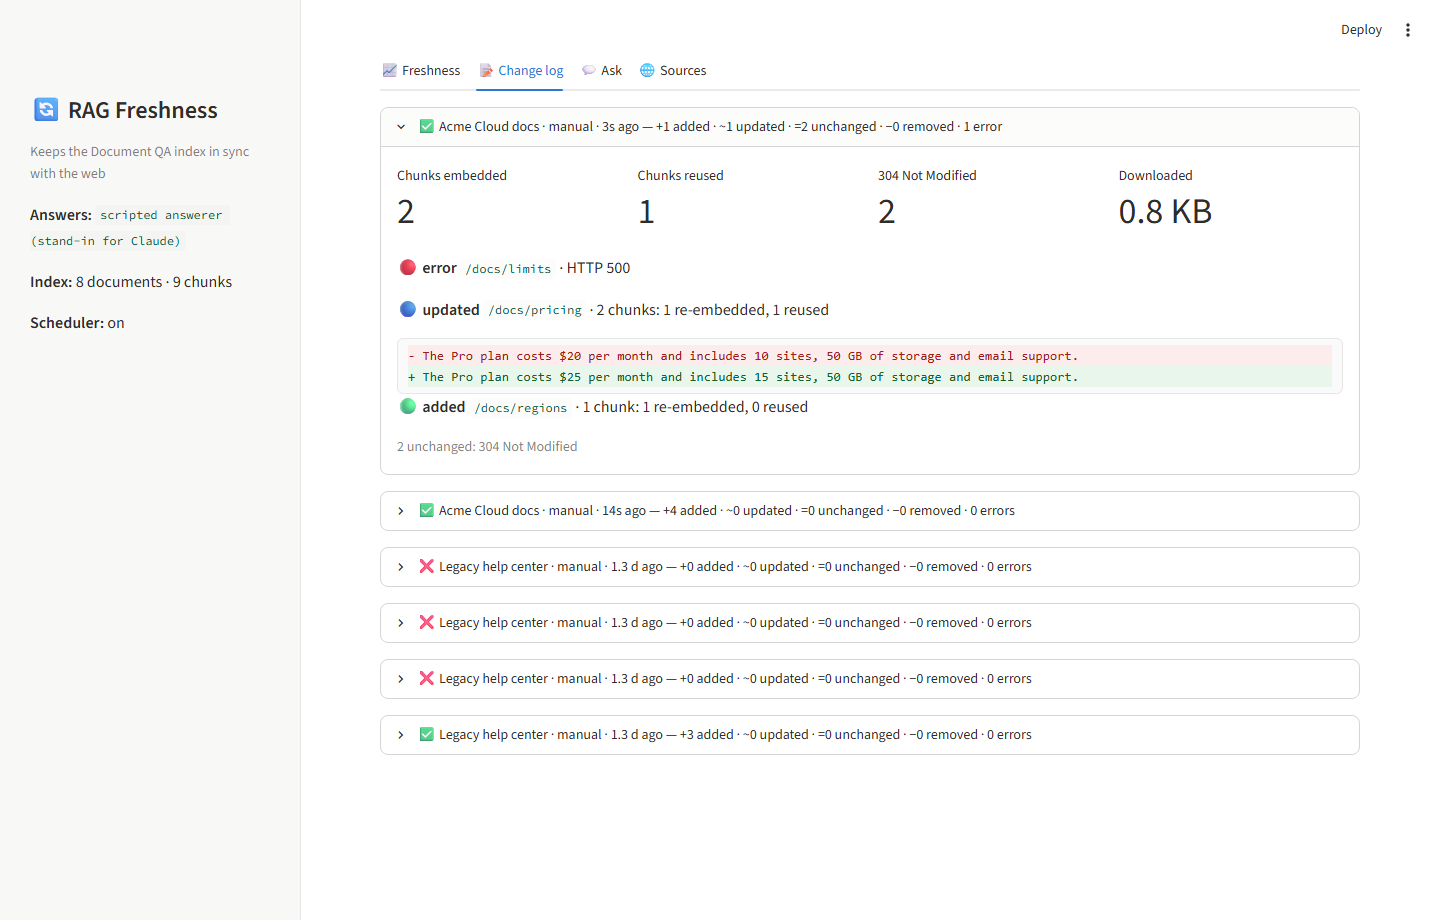 Deploy
Freshness
Change log
Ask
Sources
RAG Freshness
Keeps the Document QA index in sync
with the web
Answers: scripted answerer
(stand-in for Claude)
Index: 8 documents · 9 chunks
Scheduler: on
Acme Cloud docs · manual · 3s ago — +1 added · ~1 updated · =2 unchanged · −0 removed · 1 error
Chunks embedded
2
Chunks reused
1
304 Not Modified
2
Downloaded
0.8 KB
error /docs/limits · HTTP 500
updated /docs/pricing · 2 chunks: 1 re-embedded, 1 reused
- The Pro plan costs $20 per month and includes 10 sites, 50 GB of storage and email support.
+ The Pro plan costs $25 per month and includes 15 sites, 50 GB of storage and email support.
added /docs/regions · 1 chunk: 1 re-embedded, 0 reused
2 unchanged: 304 Not Modified
Acme Cloud docs · manual · 14s ago — +4 added · ~0 updated · =0 unchanged · −0 removed · 0 errors
Legacy help center · manual · 1.3 d ago — +0 added · ~0 updated · =0 unchanged · −0 removed · 0 errors
Legacy help center · manual · 1.3 d ago — +0 added · ~0 updated · =0 unchanged · −0 removed · 0 errors
Legacy help center · manual · 1.3 d ago — +0 added · ~0 updated · =0 unchanged · −0 removed · 0 errors
Legacy help center · manual · 1.3 d ago — +3 added · ~0 updated · =0 unchanged · −0 removed · 0 errors